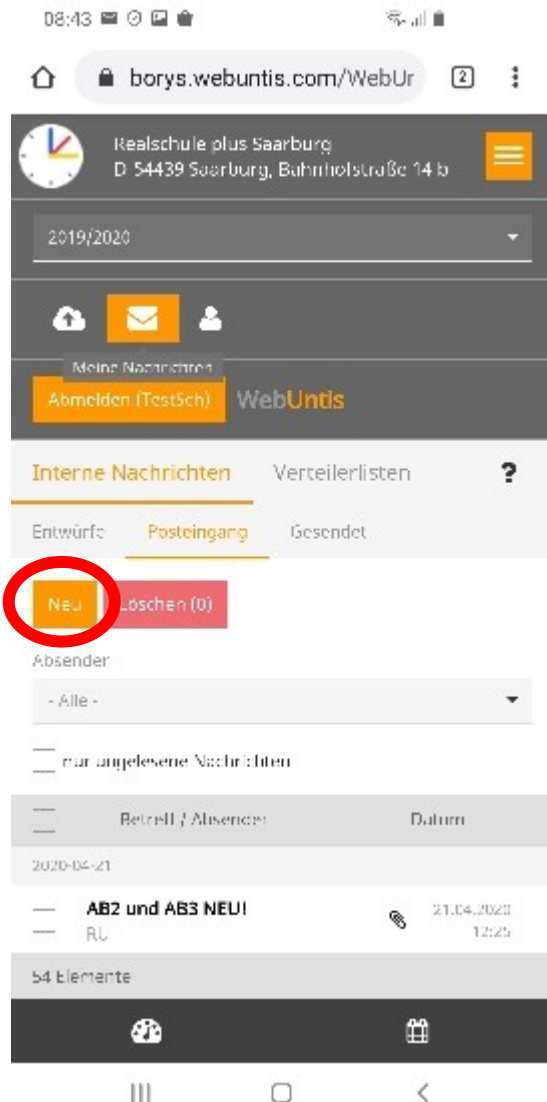 08:43
borys.webuntis.com/WebUr
2
Realschule plus Saarburg
D-54439 Saarburg, Bahnhofstraße 14 b
2019/2020
Meine Nachrichten
Abmelden (TestSch) WebUntis
Interne Nachrichten Verteilerlisten ?
Entwürfe Posteingang Gesendet
Neu Löschen (0)
Absender
- Alle -
nur ungelesene Nachrichten
Betreff / Absender Datum
2020-04-21
AB2 und AB3 NEU! 21.04.2020
RU 12:25
54 Elemente